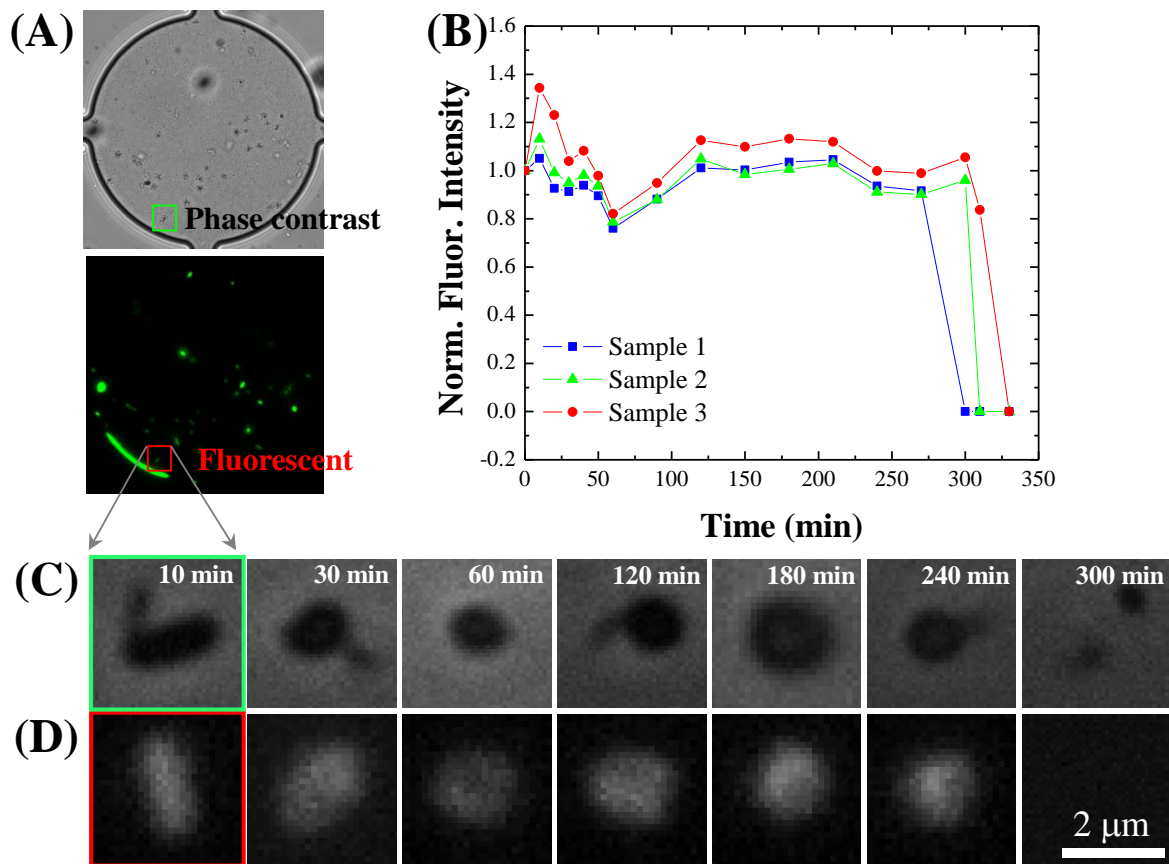 (A)
Phase contrast
Fluorescent
(B)
Norm. Fluor. Intensity
1.6
1.4
1.2
1.0
0.8
0.6
0.4
0.2
0.0
-0.2
Sample 1
Sample 2
Sample 3
0 50 100 150 200 250 300 350
Time (min)
(C)
10 min 30 min 60 min 120 min 180 min 240 min 300 min
(D)
2 μm